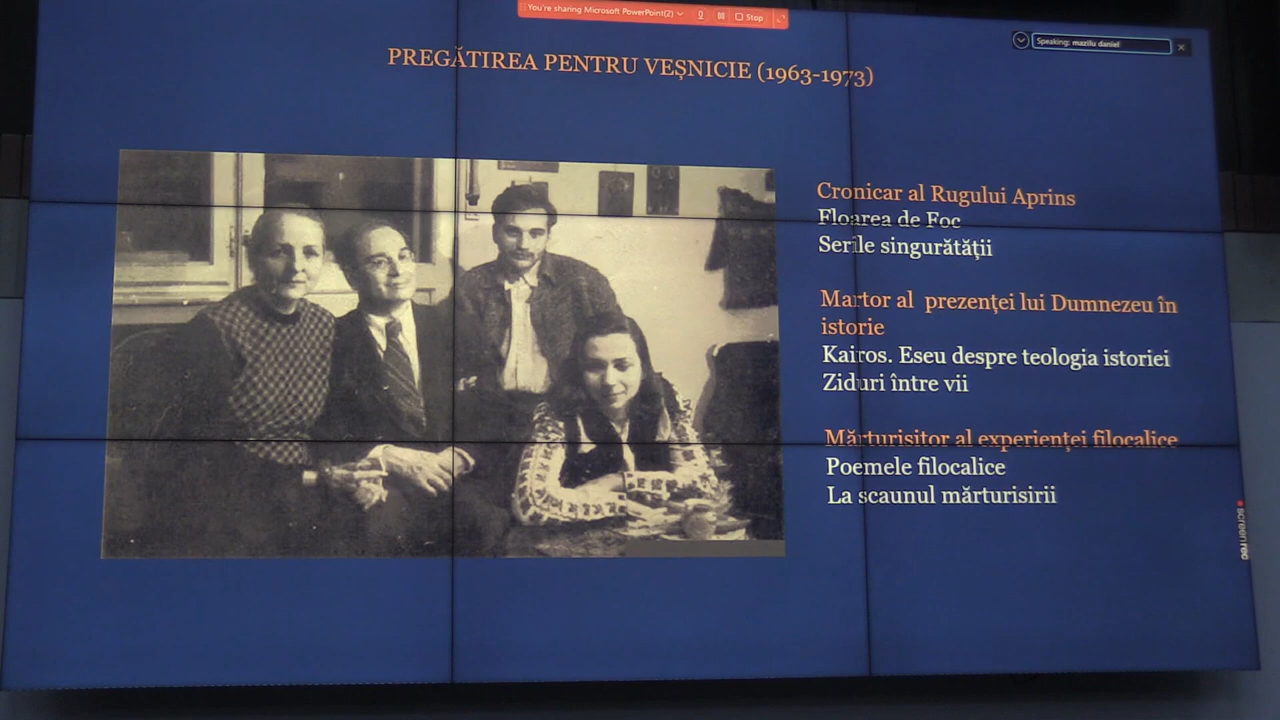 You're sharing Microsoft PowerPoint(2)
Stop
Speaking: mazilu daniel
PREGĂTIREA PENTRU VEȘNICIE (1963-1973)
Cronicar al Rugului Aprins
Floarea de Foc
Serile singurătății
Martor al prezenței lui Dumnezeu în
istorie
Kairos. Eseu despre teologia istoriei
Ziduri între vii
Mărturisitor al experienței filocalice
Poemele filocalice
La scaunul mărturisirii
screenrec